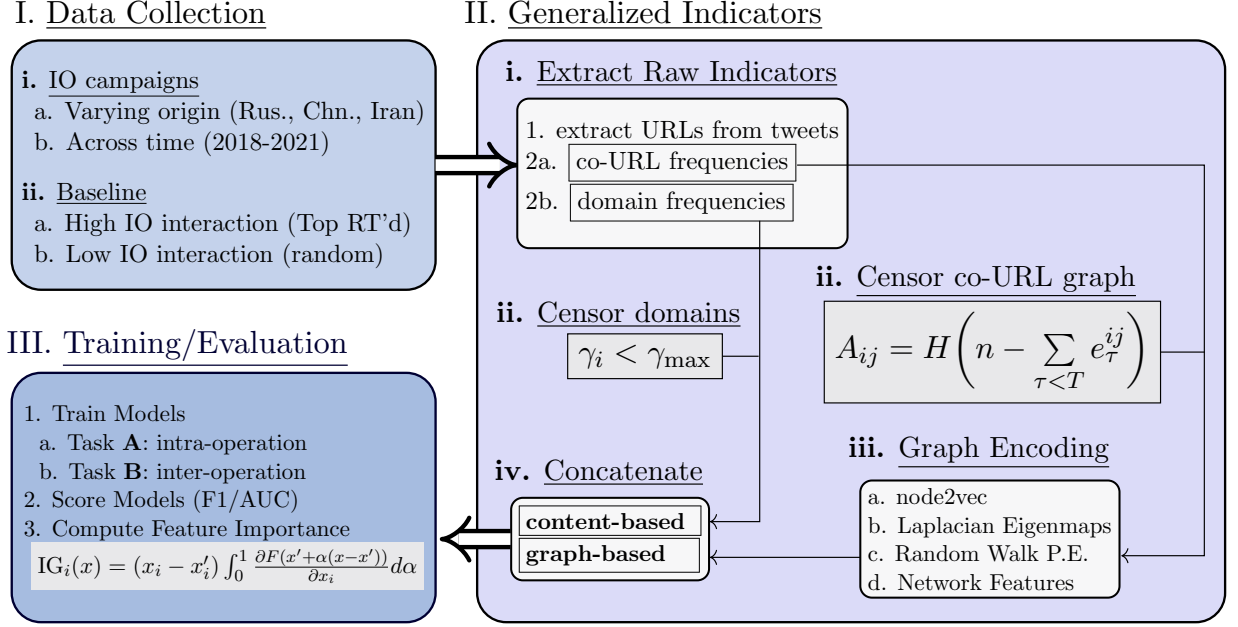 I. Data Collection
i. IO campaigns
a. Varying origin (Rus., Chn., Iran)
b. Across time (2018-2021)
ii. Baseline
a. High IO interaction (Top RT'd)
b. Low IO interaction (random)
II. Generalized Indicators
i. Extract Raw Indicators
1. extract URLs from tweets
2a. co-URL frequencies
2b. domain frequencies
ii. Censor domains
γ_i < γ_max
ii. Censor co-URL graph
A_{ij} = H(n − ∑_{τ<T} e_τ^{ij})
iii. Graph Encoding
a. node2vec
b. Laplacian Eigenmaps
c. Random Walk P.E.
d. Network Features
iv. Concatenate
content-based
graph-based
III. Training/Evaluation
1. Train Models
a. Task A: intra-operation
b. Task B: inter-operation
2. Score Models (F1/AUC)
3. Compute Feature Importance
IG_i(x) = (x_i − x'_i) ∫_0^1 ∂F(x'+α(x−x'))/∂x_i dα